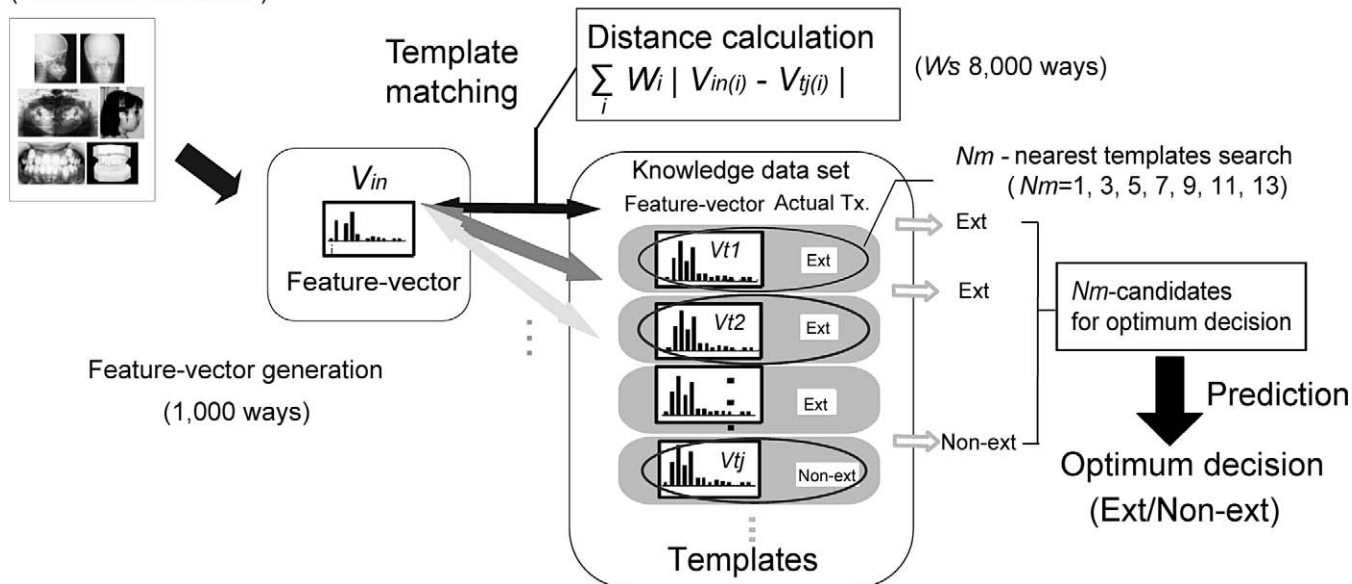 Template
matching
Distance calculation
∑ Wi | Vin(i) - Vtj(i) |
i
(Ws 8,000 ways)
Nm - nearest templates search
(Nm=1, 3, 5, 7, 9, 11, 13)
Vin
i
Feature-vector
Feature-vector generation
(1,000 ways)
Knowledge data set
Feature-vector Actual Tx.
Vt1 Ext
Vt2 Ext
Ext
Vtj Non-ext
Templates
Ext
Ext
Non-ext
Nm-candidates
for optimum decision
Prediction
Optimum decision
(Ext/Non-ext)